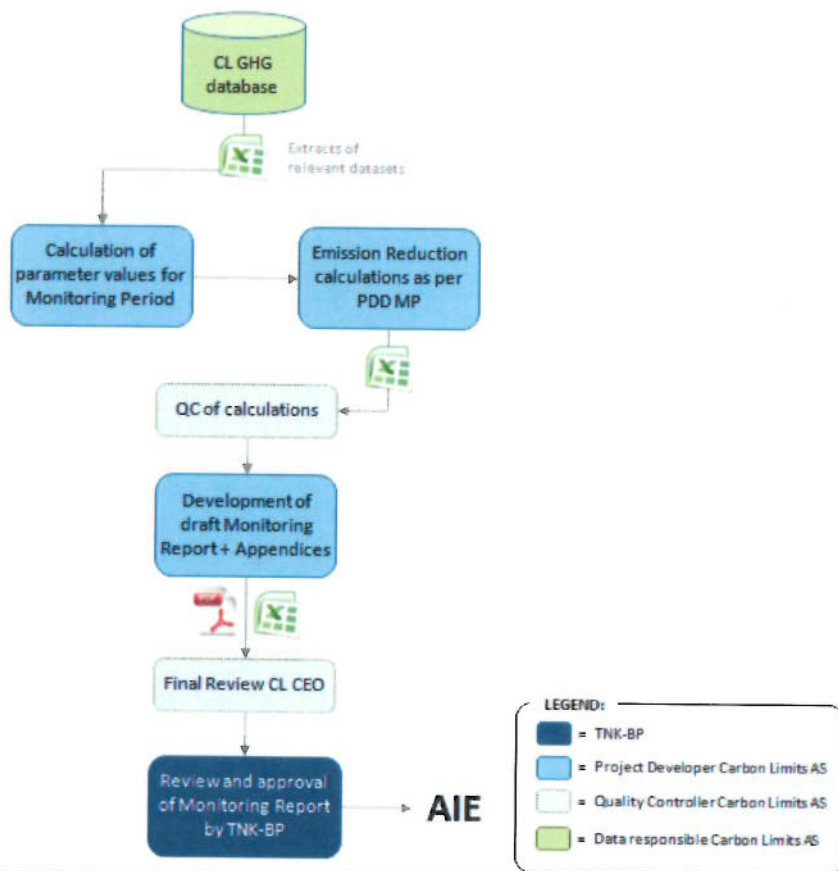 CL GHG
database
Extracts of
relevant datasets
Calculation of
parameter values for
Monitoring Period
Emission Reduction
calculations as per
PDD MP
QC of calculations
Development of
draft Monitoring
Report + Appendices
PDF
Final Review CL CEO
Review and approval
of Monitoring Report
by TNK-BP
AIE
LEGEND:
= TNK-BP
= Project Developer Carbon Limits AS
= Quality Controller Carbon Limits AS
= Data responsible Carbon Limits AS